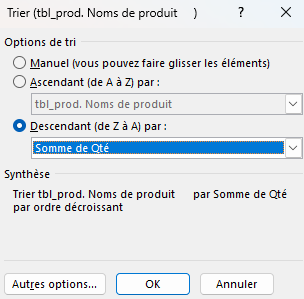 Trier (tbl_prod. Noms de produit )
Options de tri
Manuel (vous pouvez faire glisser les éléments)
Ascendant (de A à Z) par :
tbl_prod. Noms de produit
Descendant (de Z à A) par :
Somme de Qté
Synthèse
Trier tbl_prod. Noms de produit par Somme de Qté
par ordre décroissant
Autres options...
OK
Annuler